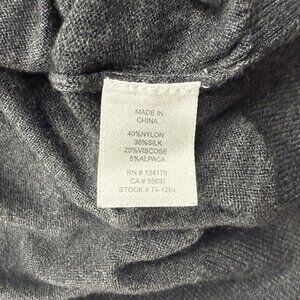 MADE IN
CHINA
40%NYLON
35%SILK
20%VISCOSE
5%ALPACA
RN # 124179
CA # 55637
STOCK # 74-1284